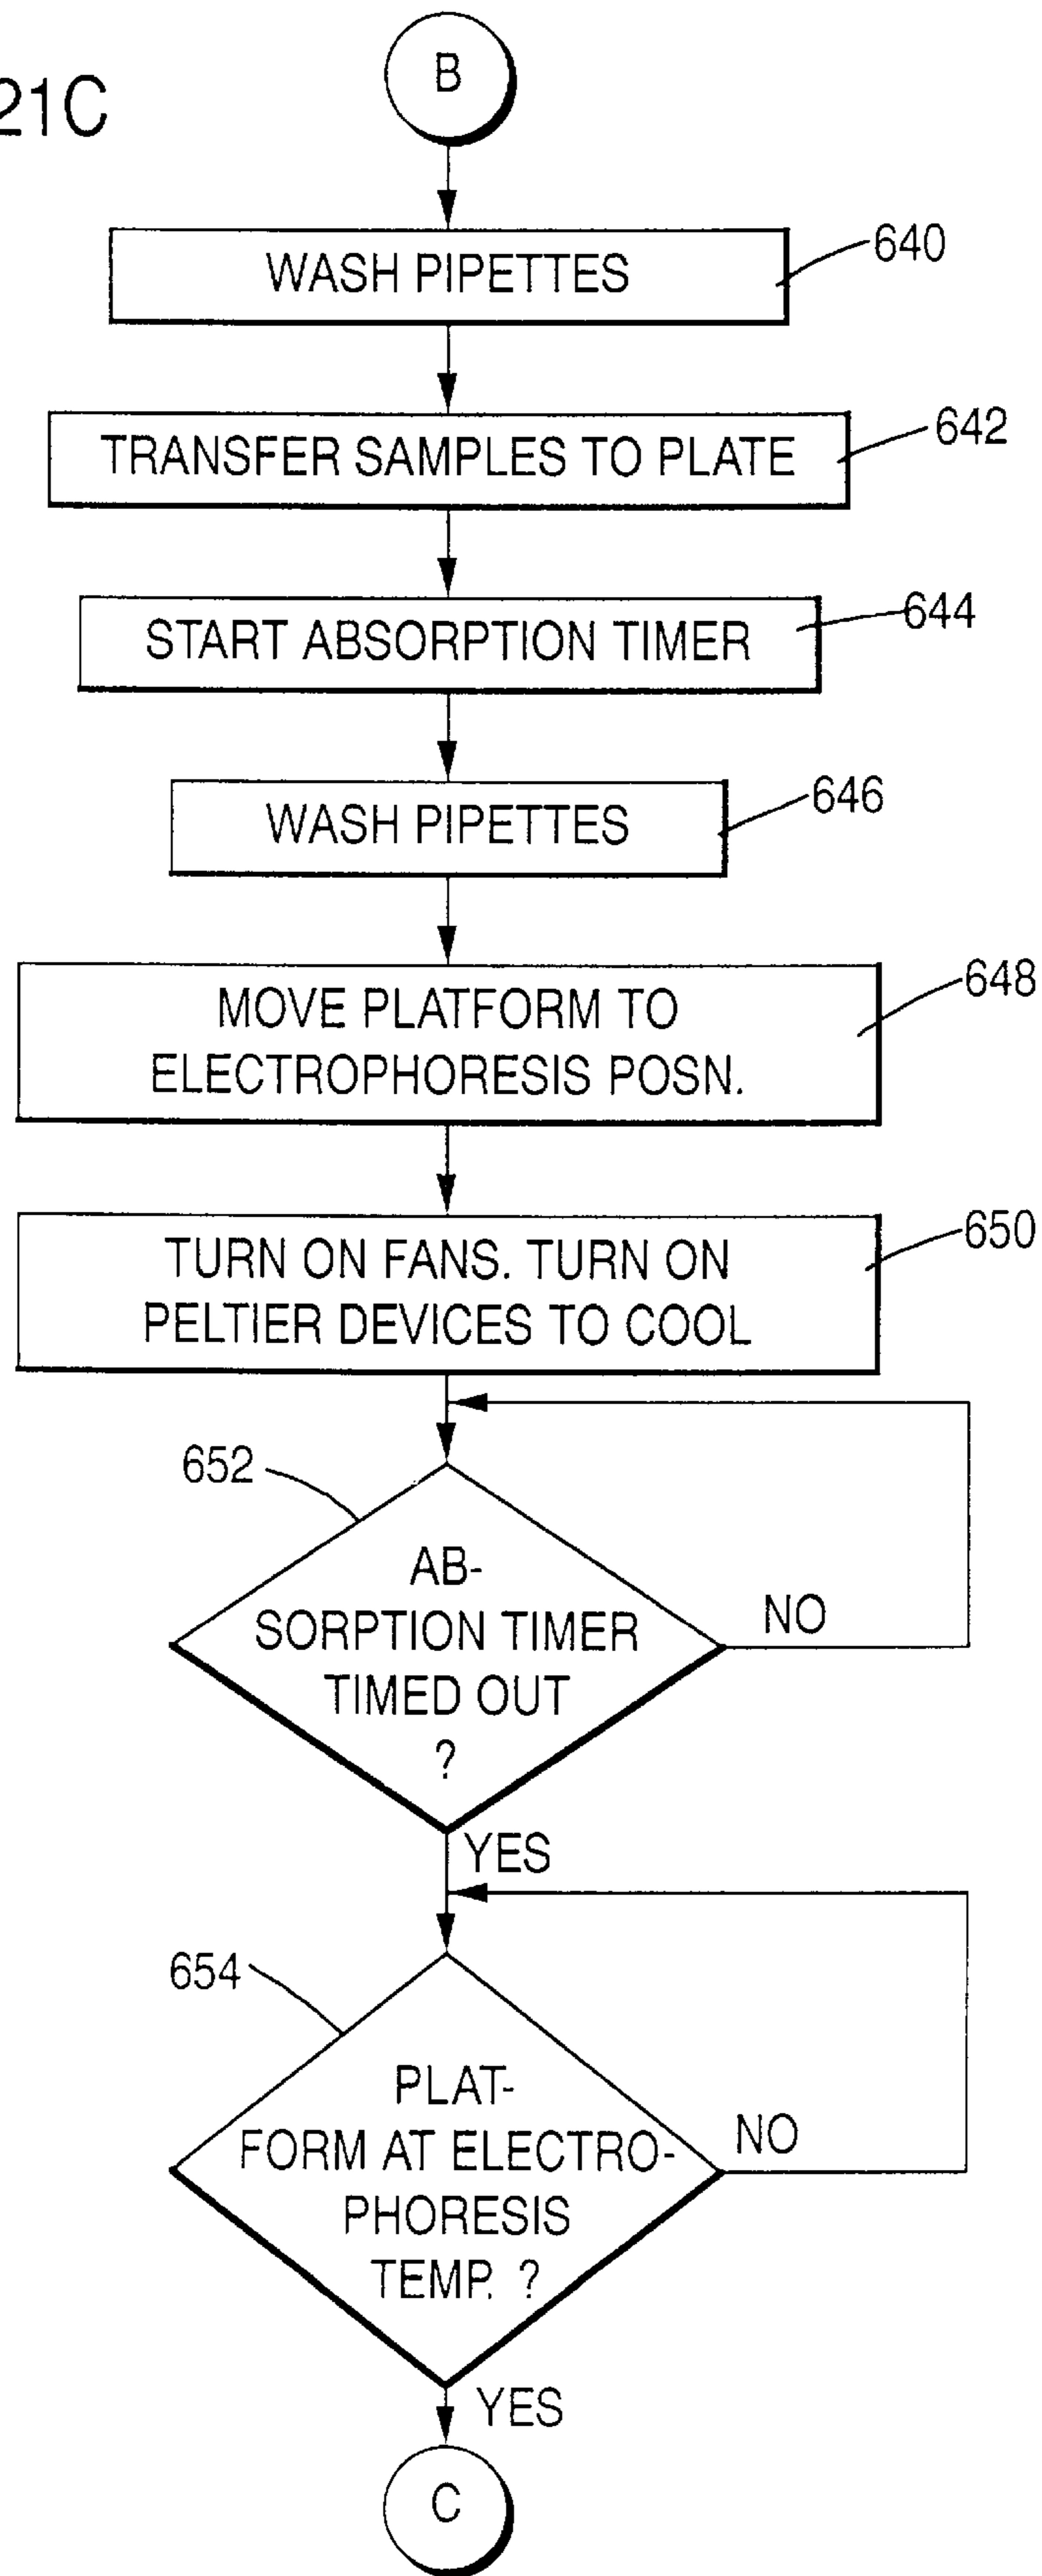 21C
B
WASH PIPETTES
640
TRANSFER SAMPLES TO PLATE
642
START ABSORPTION TIMER
644
WASH PIPETTES
646
MOVE PLATFORM TO
ELECTROPHORESIS POSN.
648
TURN ON FANS. TURN ON
PELTIER DEVICES TO COOL
650
652
AB-
SORPTION TIMER
TIMED OUT
?
NO
YES
654
PLAT-
FORM AT ELECTRO-
PHORESIS
TEMP. ?
NO
YES
C